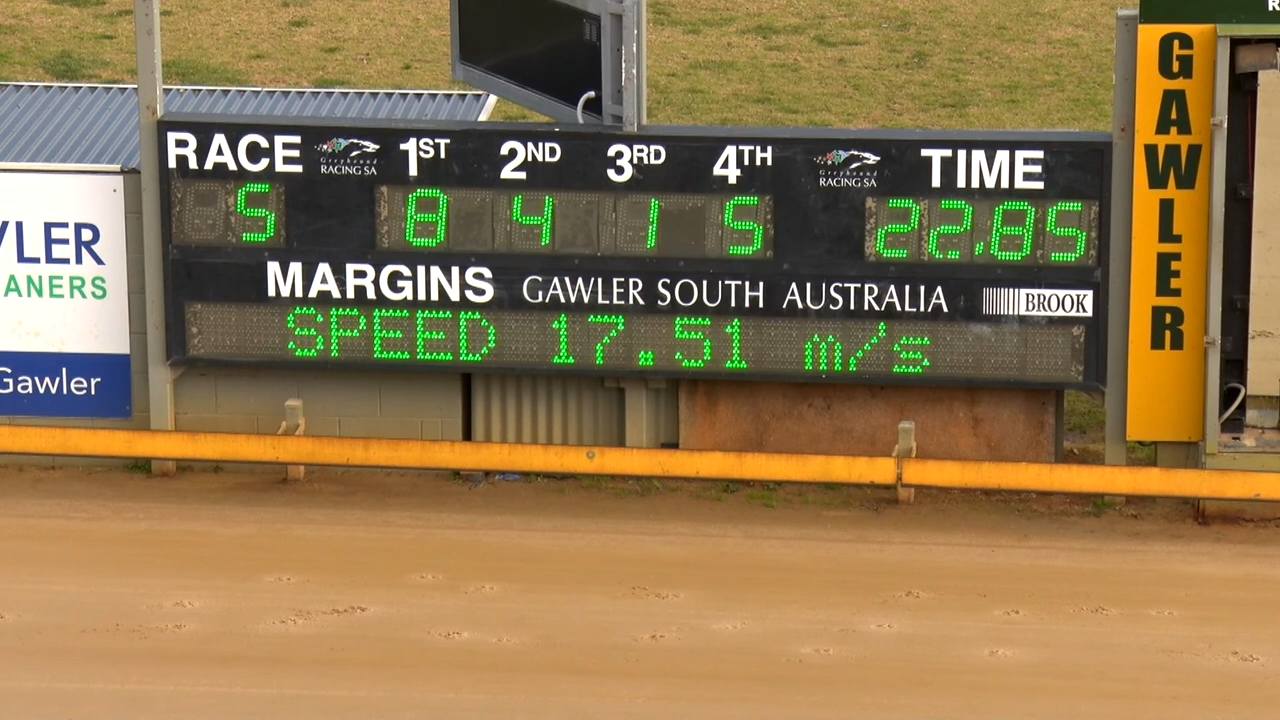 R
GAWLER
RACE 1ST 2ND 3RD 4TH TIME
Greyhound
RACING SA
Greyhound
RACING SA
5 8 4 1 5 22.85
MARGINS GAWLER SOUTH AUSTRALIA BROOK
SPEED 17.51 m/s
WLER
ANERS
Gawler